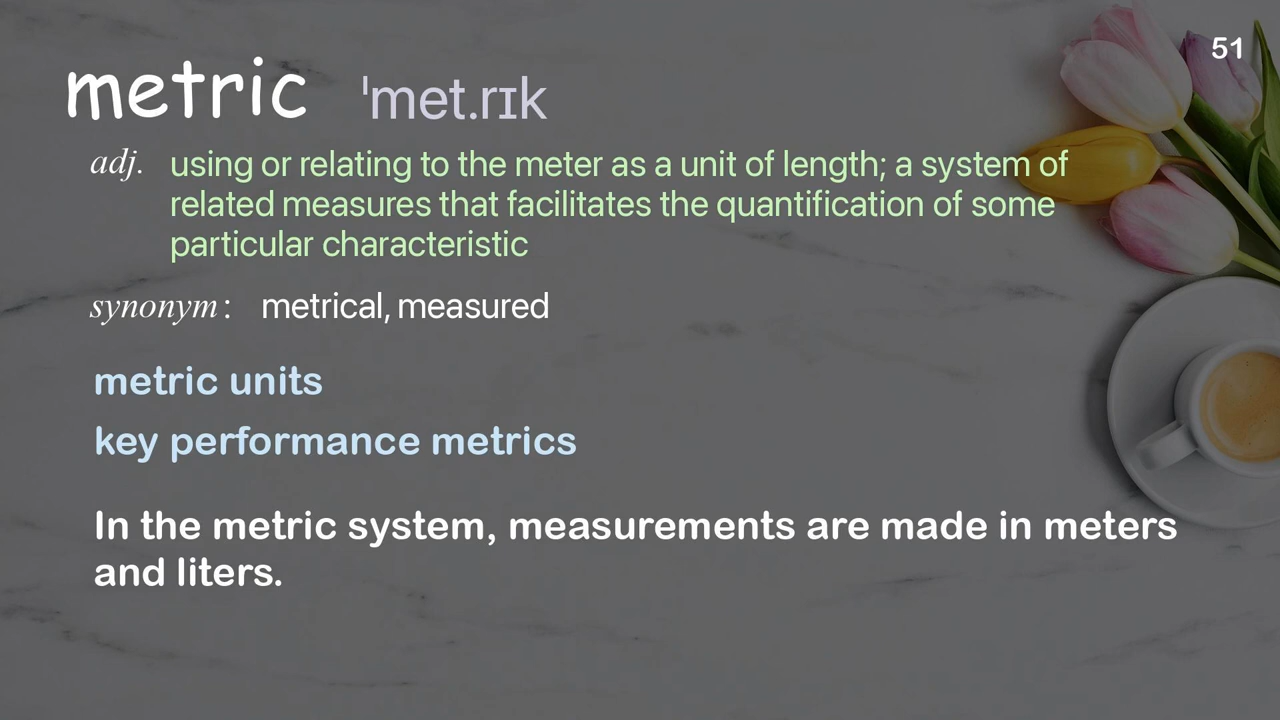 51
metric ˈmet.rɪk
adj. using or relating to the meter as a unit of length; a system of
related measures that facilitates the quantification of some
particular characteristic
synonym: metrical, measured
metric units
key performance metrics
In the metric system, measurements are made in meters
and liters.